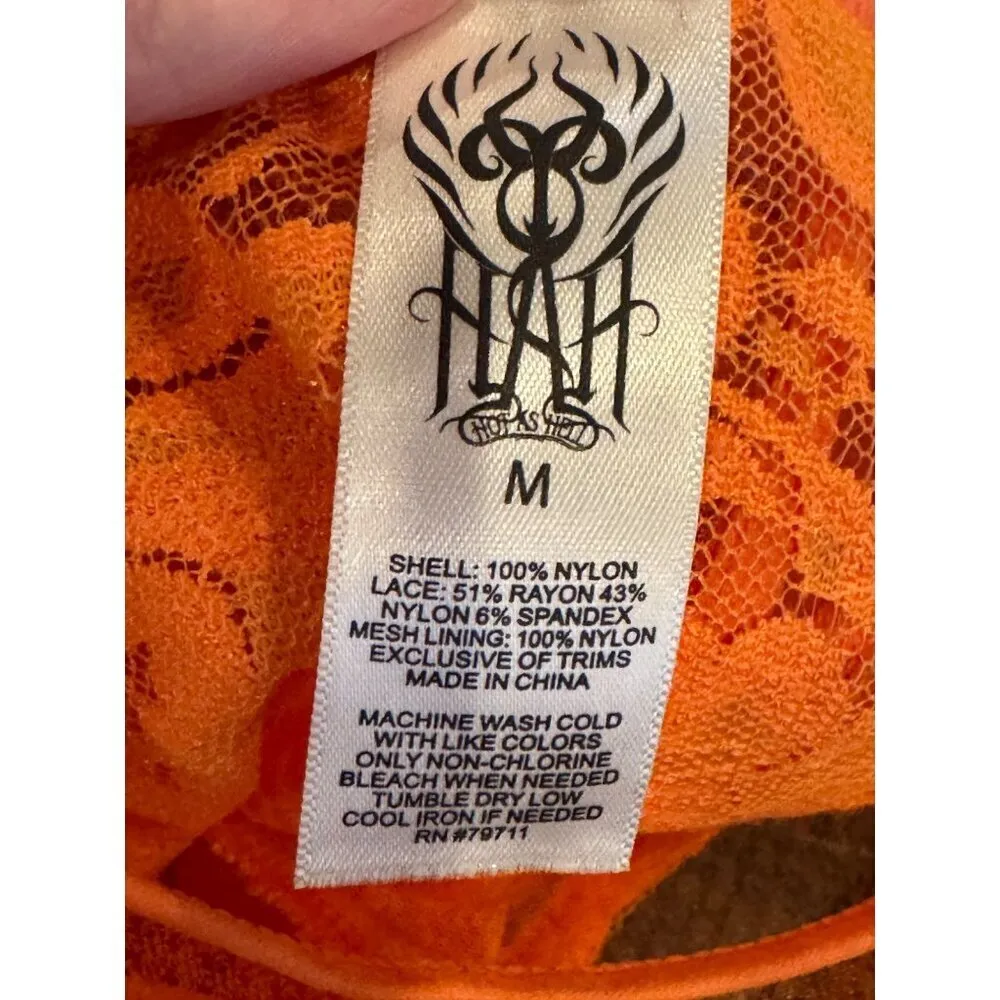 HAH
HOT AS HELL
M
SHELL: 100% NYLON
LACE: 51% RAYON 43%
NYLON 6% SPANDEX
MESH LINING: 100% NYLON
EXCLUSIVE OF TRIMS
MADE IN CHINA
MACHINE WASH COLD
WITH LIKE COLORS
ONLY NON-CHLORINE
BLEACH WHEN NEEDED
TUMBLE DRY LOW
COOL IRON IF NEEDED
RN #79711